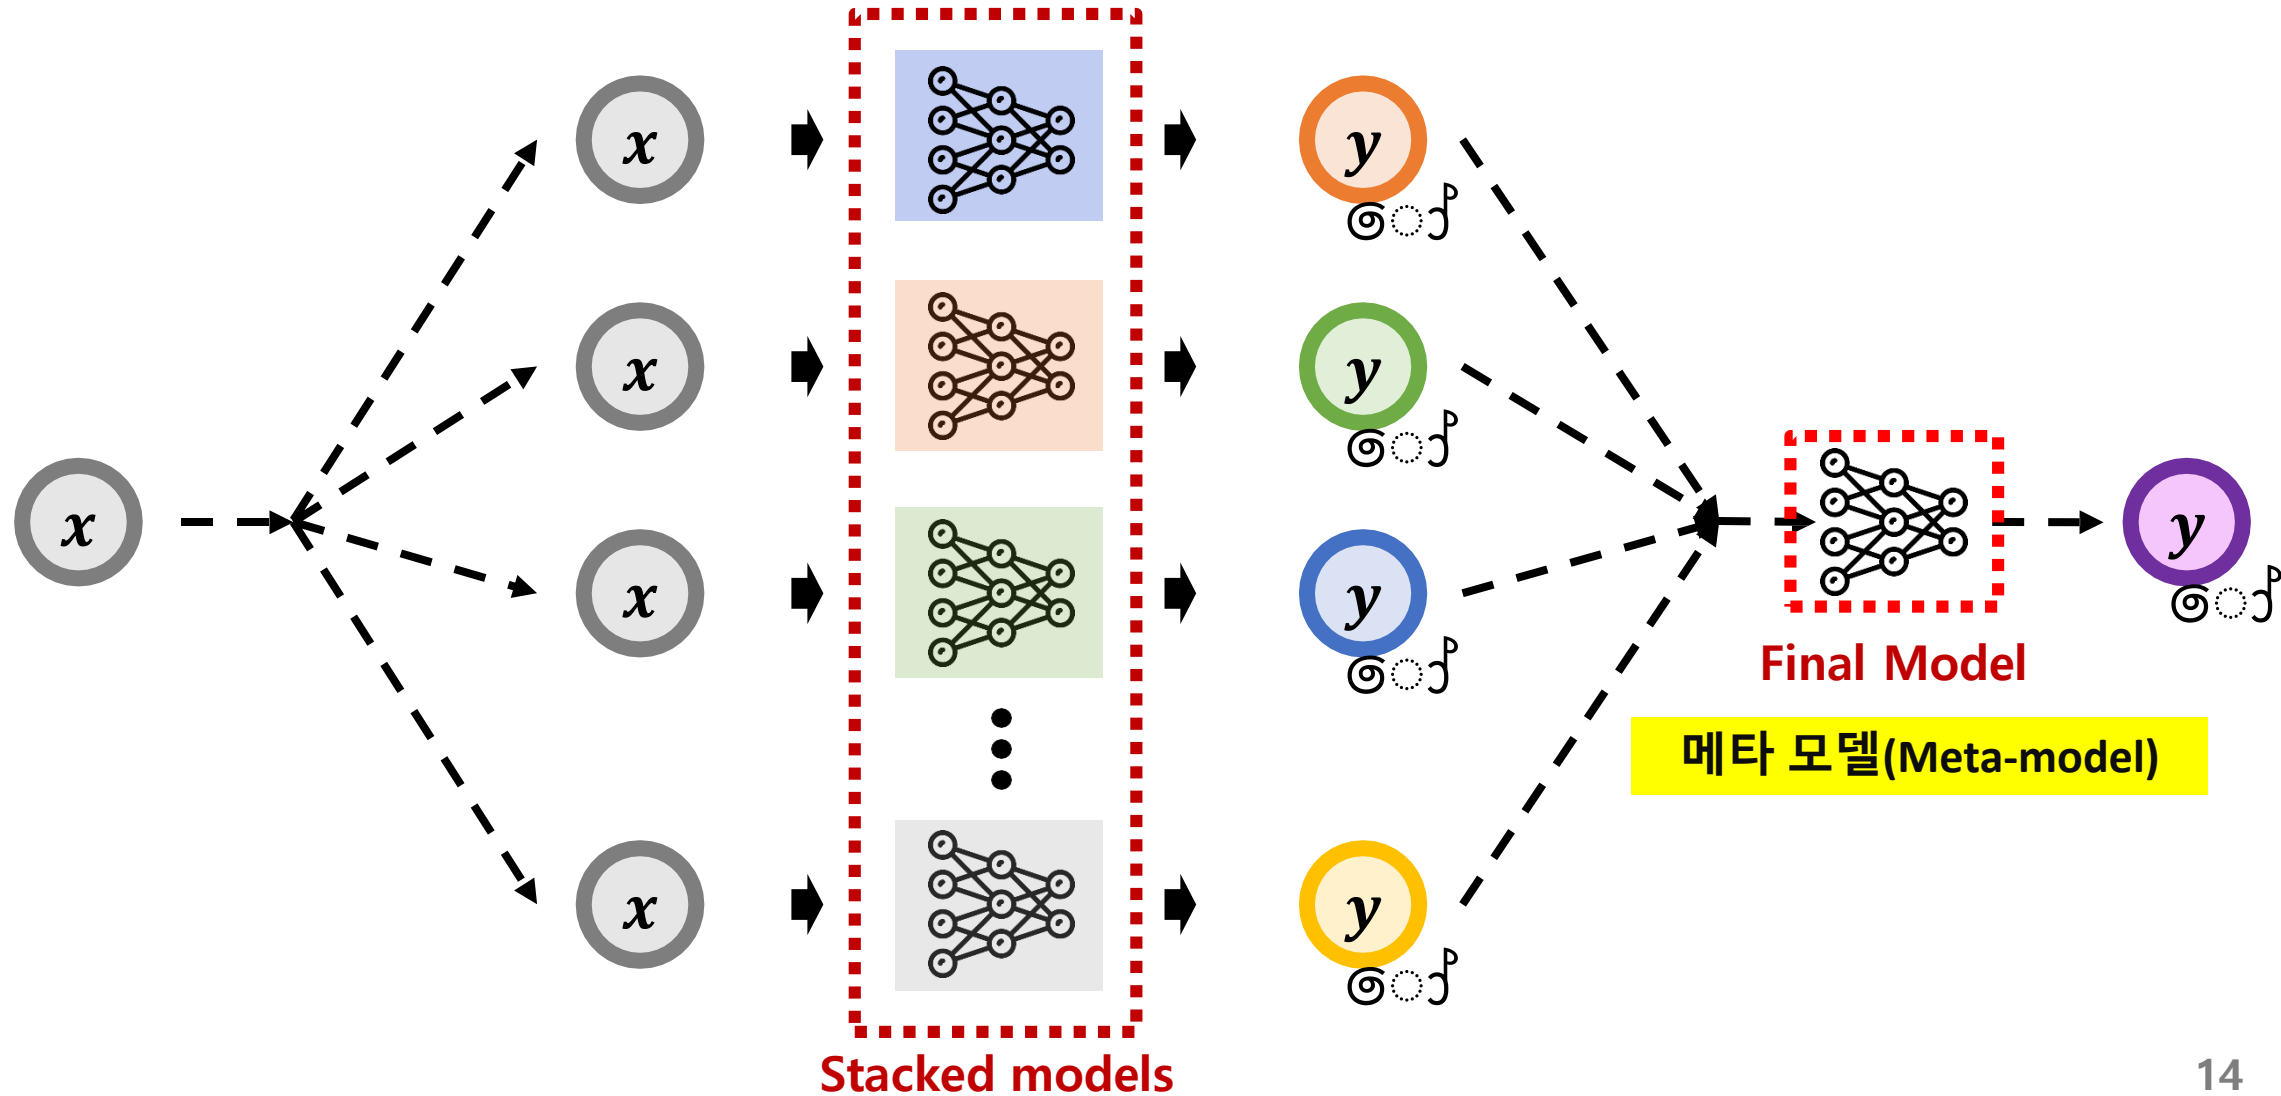 x
x
x
x
x
y
y
y
y
y
Final Model
메타 모델(Meta-model)
Stacked models
14